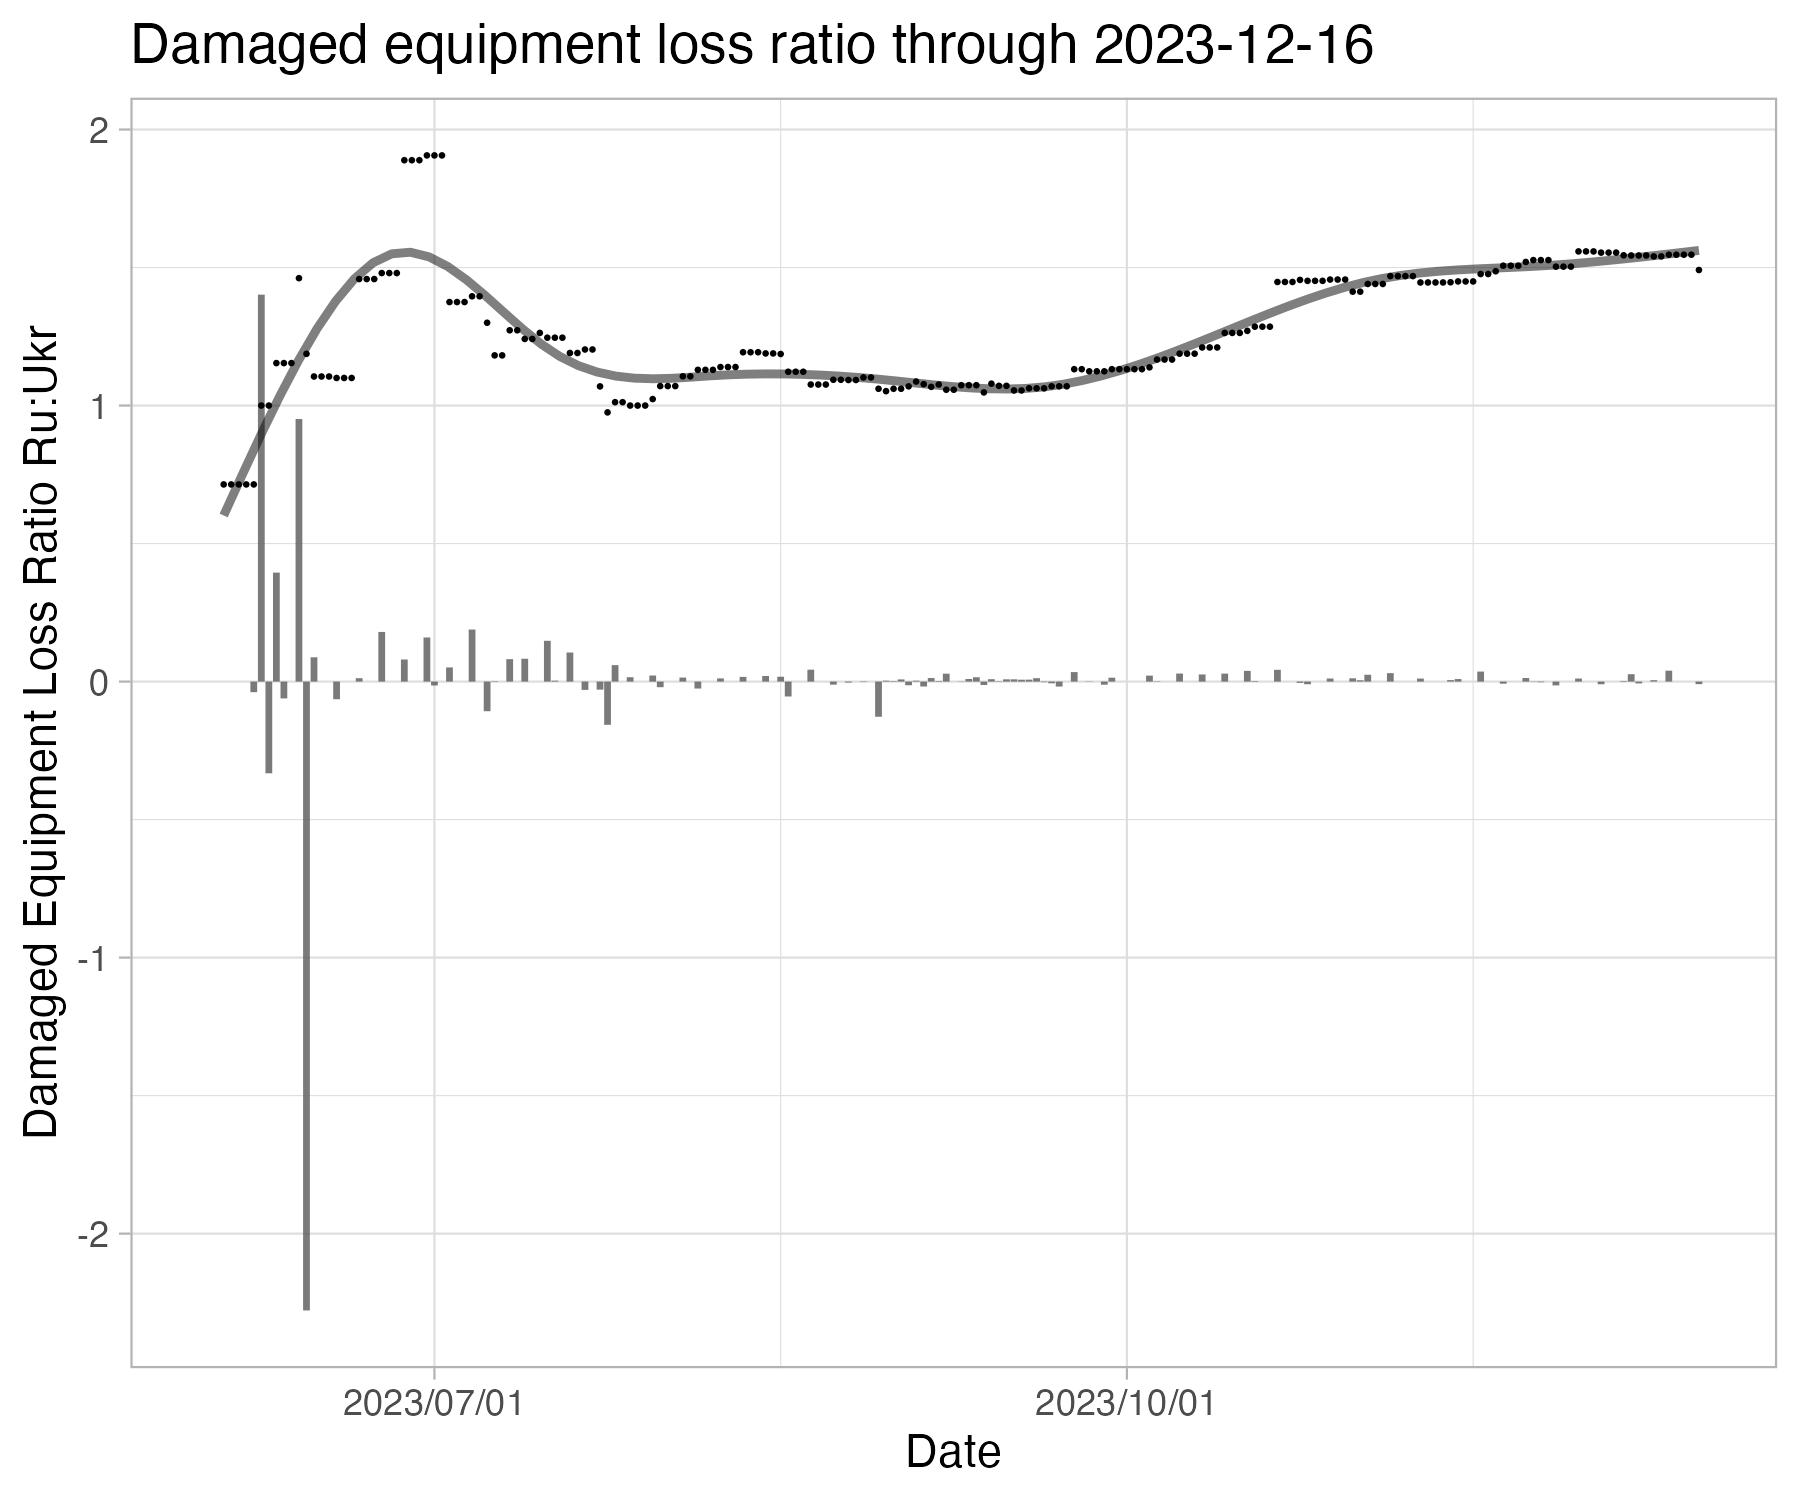 Damaged equipment loss ratio through 2023-12-16
Damaged Equipment Loss Ratio Ru:Ukr
2
1
0
-1
-2
2023/07/01
2023/10/01
Date